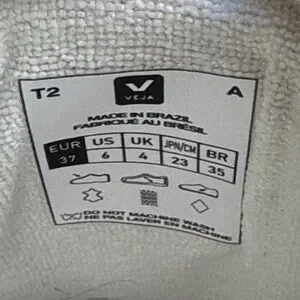 T2 V A
VEJA
MADE IN BRAZIL
FABRIQUÉ AU BRÉSIL
EUR US UK JPN/CM BR
37 6 4 23 35
DO NOT MACHINE WASH
NE PAS LAVER EN MACHINE